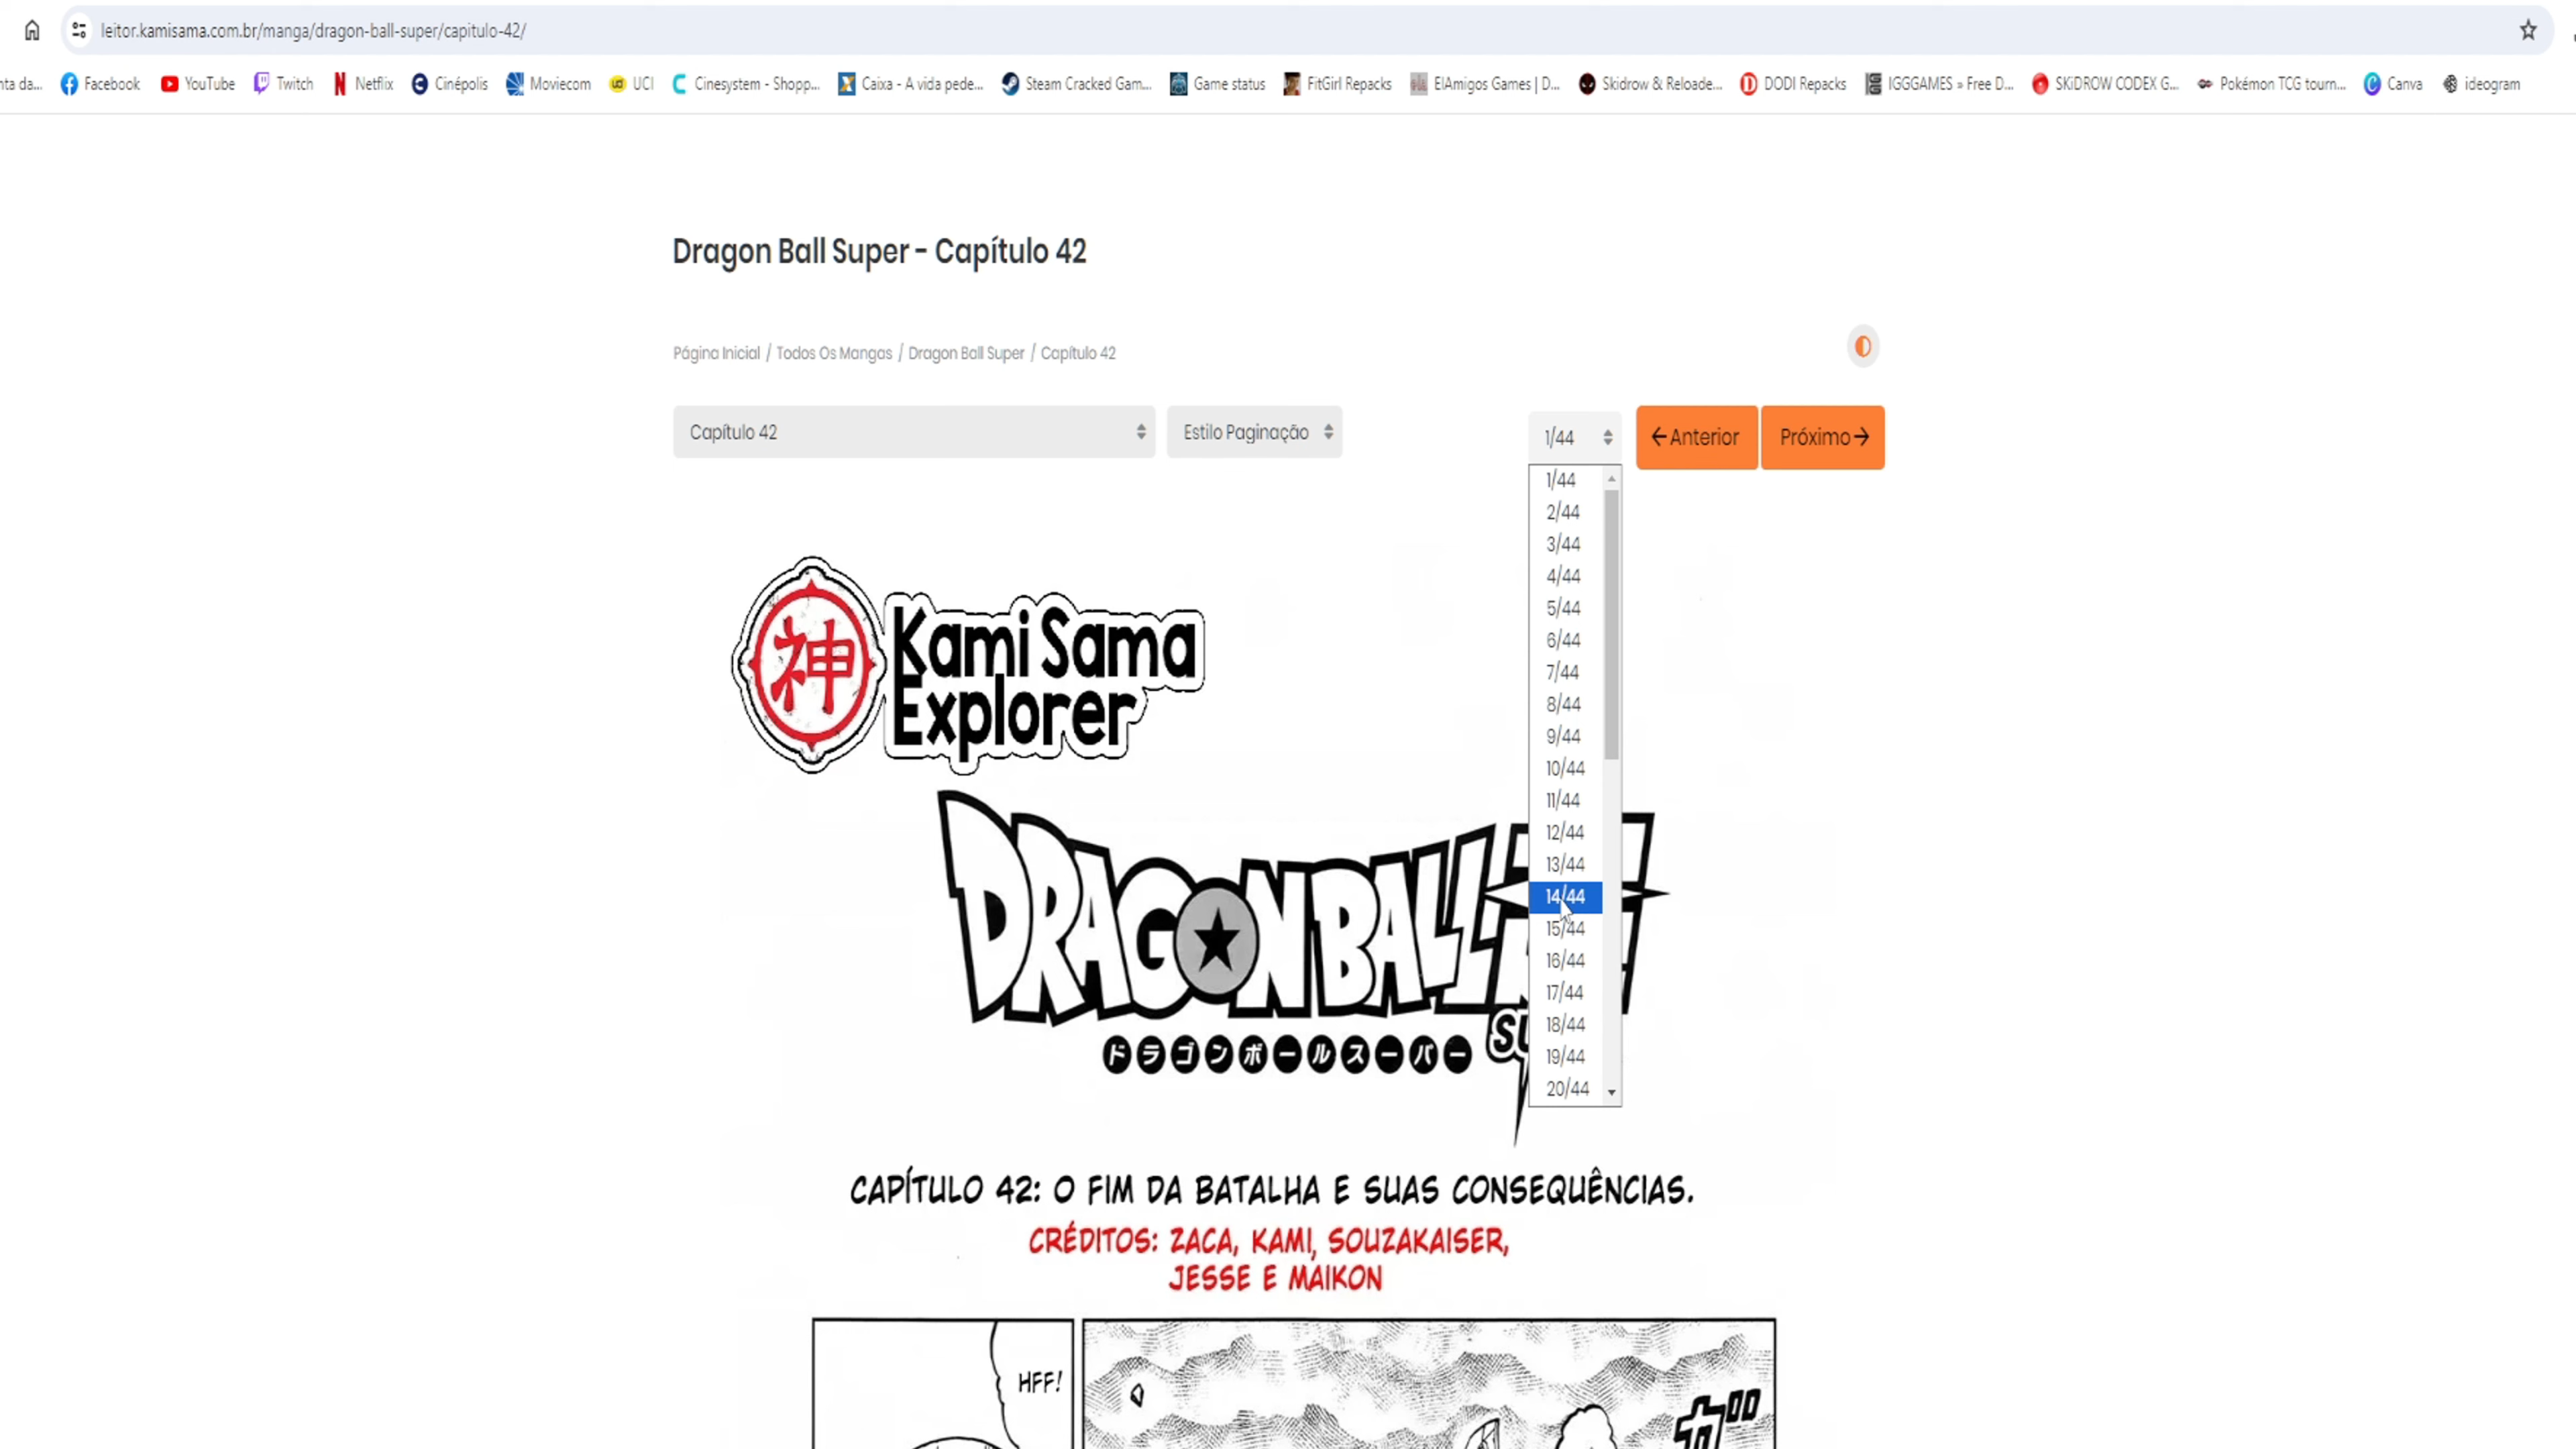 leitor.kamisama.com.br/manga/dragon-ball-super/capitulo-42/
nta da... Facebook YouTube Twitch Netflix Cinépolis Moviecom UCI Cinesystem - Shopp... Caixa - A vida pede... Steam Cracked Gam... Game status FitGirl Repacks ElAmigos Games | D... Skidrow & Reloade... DODI Repacks IGGGAMES » Free D... SKiDROW CODEX G... Pokémon TCG tourn... Canva ideogram
Dragon Ball Super - Capítulo 42
Página Inicial / Todos Os Mangas / Dragon Ball Super / Capítulo 42
Capítulo 42 Estilo Paginação 1/44 ←Anterior Próximo→
1/44
2/44
3/44
4/44
5/44
6/44
7/44
8/44
9/44
10/44
11/44
12/44
13/44
14/44
15/44
16/44
17/44
18/44
19/44
20/44
神 Kami Sama
Explorer
DRAGON BALL
ドラゴンボールスーパー SU
CAPÍTULO 42: O FIM DA BATALHA E SUAS CONSEQUÊNCIAS.
CRÉDITOS: ZACA, KAMI, SOUZAKAISER,
JESSE E MAIKON
HFF!